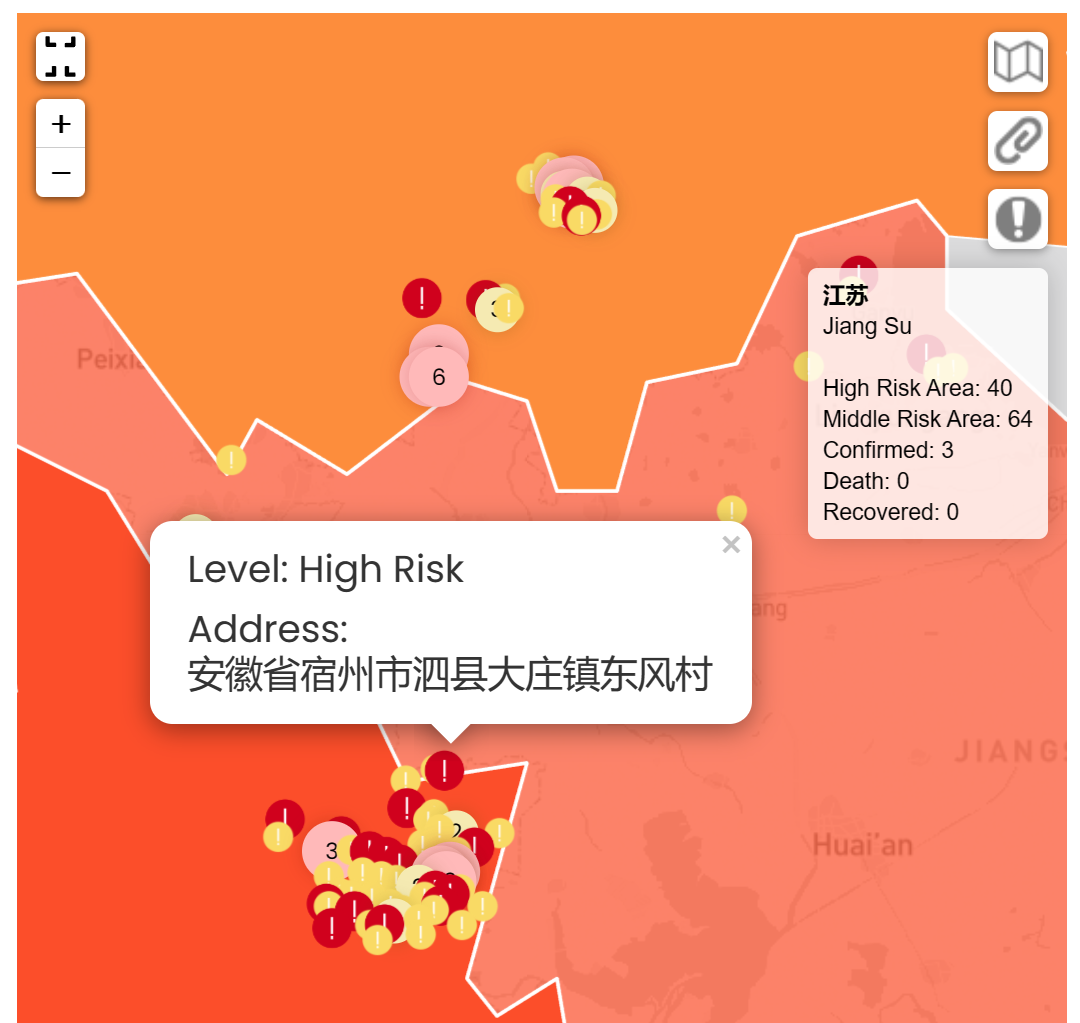 +
−
!
3
6
江苏
Jiang Su
High Risk Area: 40
Middle Risk Area: 64
Confirmed: 3
Death: 0
Recovered: 0
×
Level: High Risk
Address:
安徽省宿州市泗县大庄镇东风村
JIANGS
Huai'an
2
3